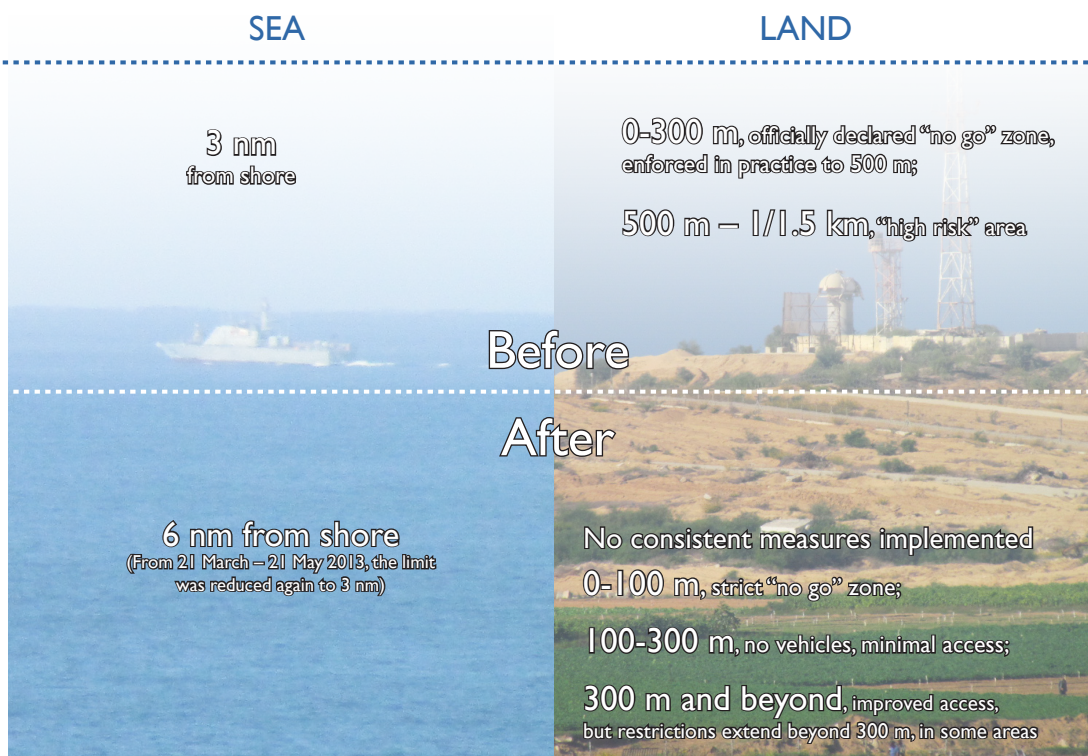 SEA
LAND
3 nm
from shore
0-300 m, officially declared “no go” zone,
enforced in practice to 500 m;
500 m – 1/1.5 km, “high risk” area
Before
After
6 nm from shore
(From 21 March – 21 May 2013, the limit
was reduced again to 3 nm)
No consistent measures implemented
0-100 m, strict “no go” zone;
100-300 m, no vehicles, minimal access;
300 m and beyond, improved access,
but restrictions extend beyond 300 m, in some areas